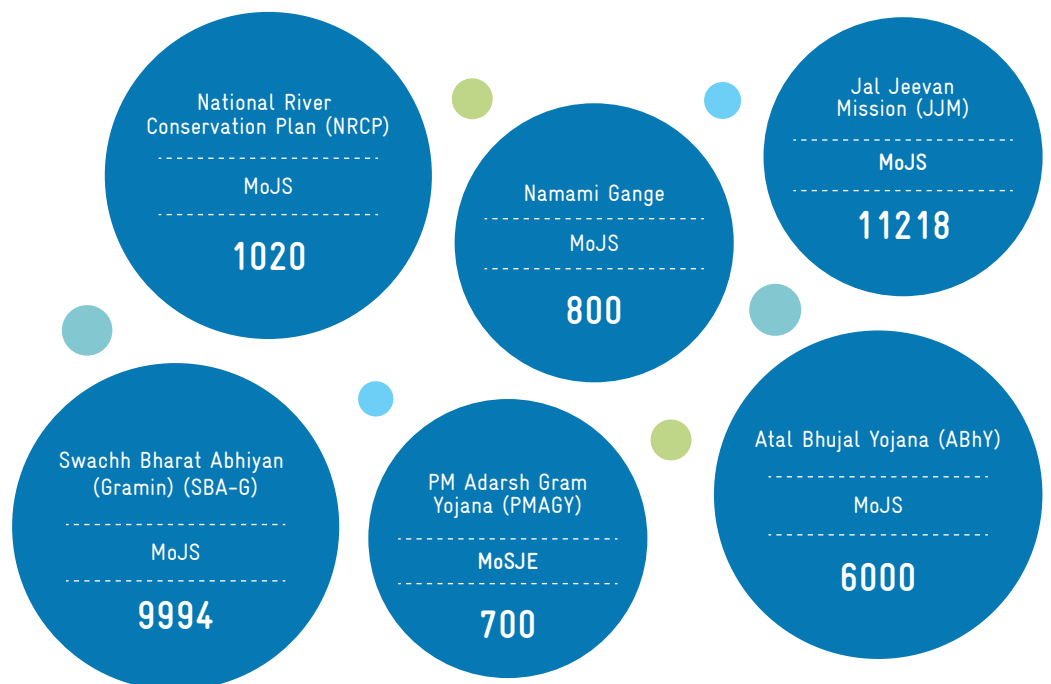 National River
Conservation Plan (NRCP)
MoJS
1020
Namami Gange
MoJS
800
Jal Jeevan
Mission (JJM)
MoJS
11218
Swachh Bharat Abhiyan
(Gramin) (SBA-G)
MoJS
9994
PM Adarsh Gram
Yojana (PMAGY)
MoSJE
700
Atal Bhujal Yojana (ABhY)
MoJS
6000